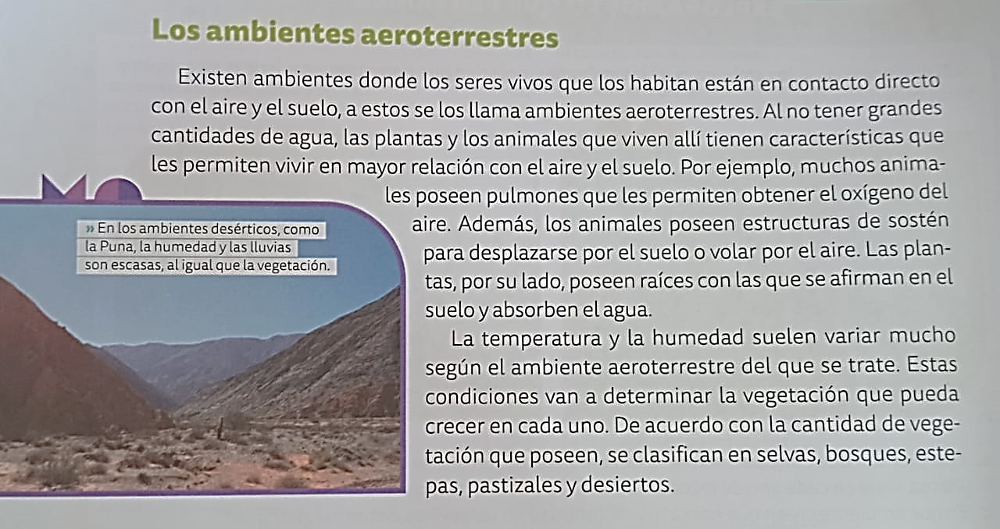 Los ambientes aeroterrestres
Existen ambientes donde los seres vivos que los habitan están en contacto directo
con el aire y el suelo, a estos se los llama ambientes aeroterrestres. Al no tener grandes
cantidades de agua, las plantas y los animales que viven allí tienen características que
les permiten vivir en mayor relación con el aire y el suelo. Por ejemplo, muchos anima-
les poseen pulmones que les permiten obtener el oxígeno del
aire. Además, los animales poseen estructuras de sostén
para desplazarse por el suelo o volar por el aire. Las plan-
tas, por su lado, poseen raíces con las que se afirman en el
suelo y absorben el agua.
La temperatura y la humedad suelen variar mucho
según el ambiente aeroterrestre del que se trate. Estas
condiciones van a determinar la vegetación que pueda
crecer en cada uno. De acuerdo con la cantidad de vege-
tación que poseen, se clasifican en selvas, bosques, este-
pas, pastizales y desiertos.
» En los ambientes desérticos, como
la Puna, la humedad y las lluvias
son escasas, al igual que la vegetación.